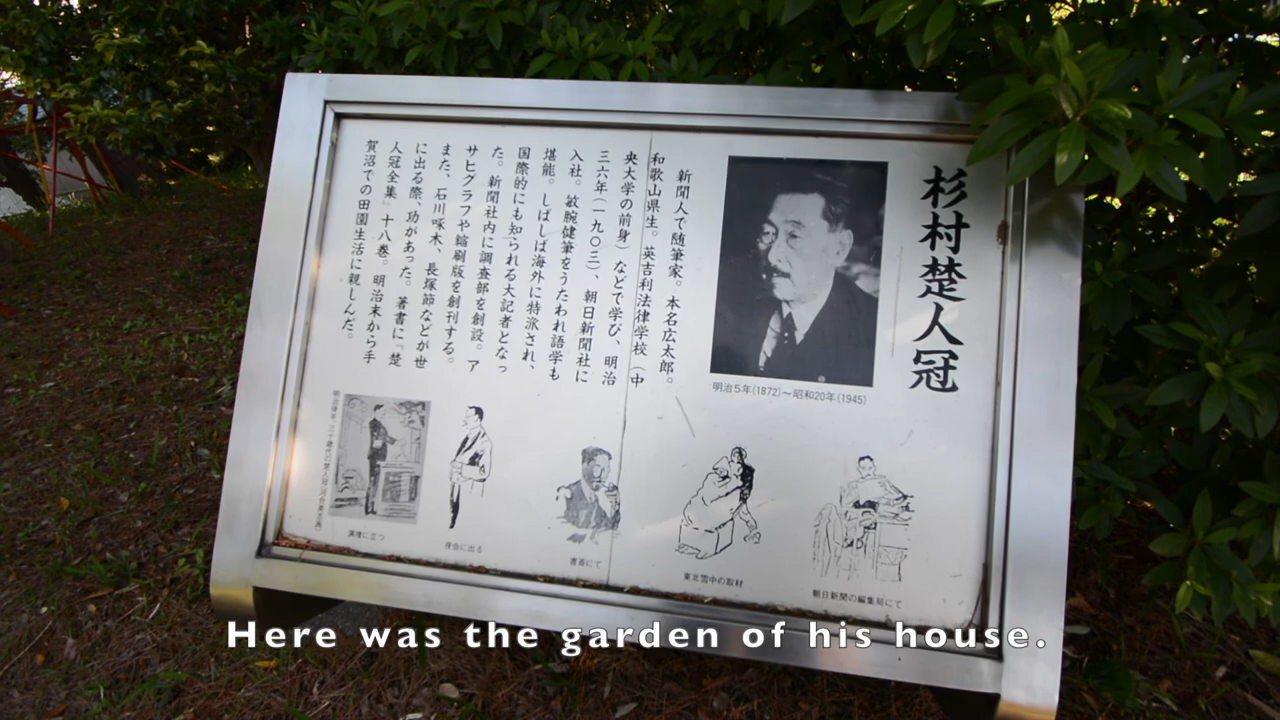 杉村楚人冠
明治5年(1872)～昭和20年(1945)
新聞人で随筆家。本名広太郎。
和歌山県生。英吉利法律学校（中
央大学の前身）などで学び、明治
三六年（一九〇三）、朝日新聞社に
入社。敏腕健筆をうたわれ語学も
堪能。しばしば海外に特派され、
国際的にも知られる大記者となっ
た。新聞社内に調査部を創設。ア
サヒグラフや縮刷版を創刊する。
また、石川啄木、長塚節などが世
に出る際、功があった。著書に『楚
人冠全集』十八巻。明治末から手
賀沼での田園生活に親しんだ。
朝日新聞の編集局にて
東北雪中の取材
書斎にて
夜会に出る
演壇に立つ
Here was the garden of his house.